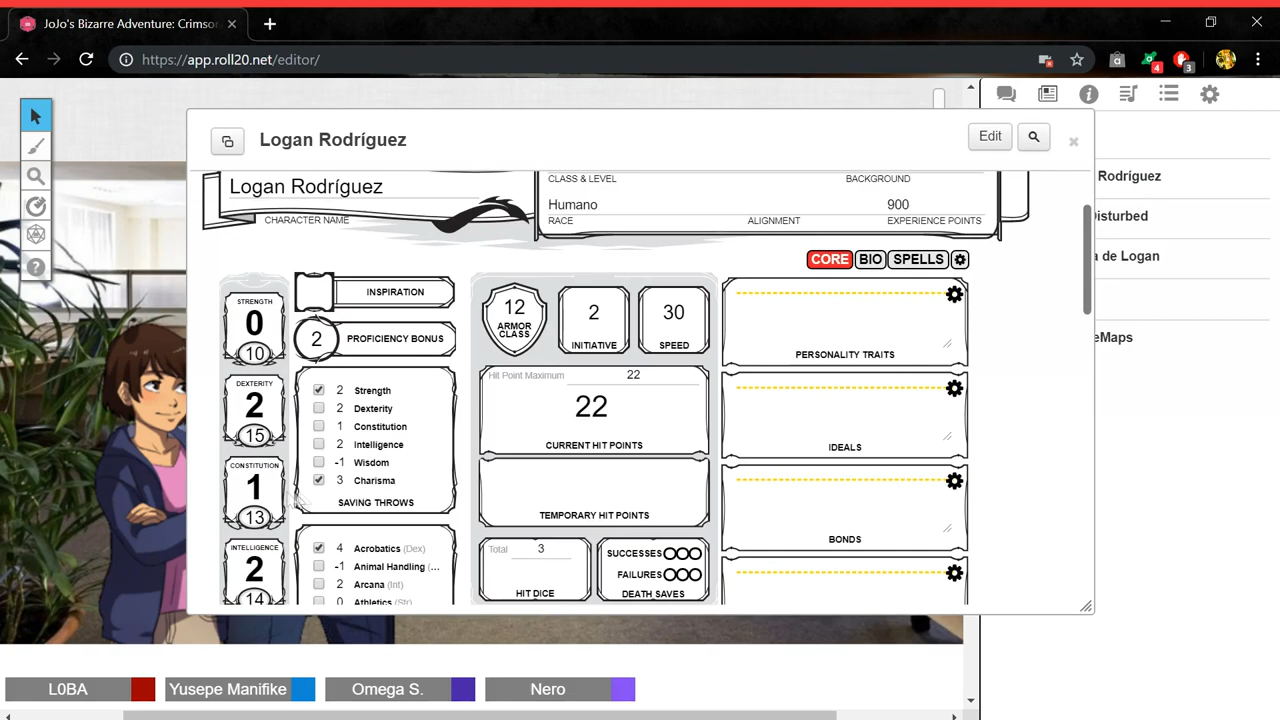 JoJo's Bizarre Adventure: Crimso
https://app.roll20.net/editor/
4
3
Logan Rodríguez
Edit
Logan Rodríguez
CHARACTER NAME
CLASS & LEVEL
BACKGROUND
Humano
900
RACE
ALIGNMENT
EXPERIENCE POINTS
CORE
BIO
SPELLS
STRENGTH
0
10
DEXTERITY
2
15
CONSTITUTION
1
13
INTELLIGENCE
2
14
INSPIRATION
2
PROFICIENCY BONUS
2 Strength
2 Dexterity
1 Constitution
2 Intelligence
-1 Wisdom
3 Charisma
SAVING THROWS
4 Acrobatics (Dex)
-1 Animal Handling (...
2 Arcana (Int)
0 Athletics (Str)
12
ARMOR
CLASS
2
INITIATIVE
30
SPEED
Hit Point Maximum 22
22
CURRENT HIT POINTS
TEMPORARY HIT POINTS
Total 3
HIT DICE
SUCCESSES
FAILURES
DEATH SAVES
PERSONALITY TRAITS
IDEALS
BONDS
Rodríguez
Disturbed
a de Logan
eMaps
L0BA
Yusepe Manifike
Omega S.
Nero